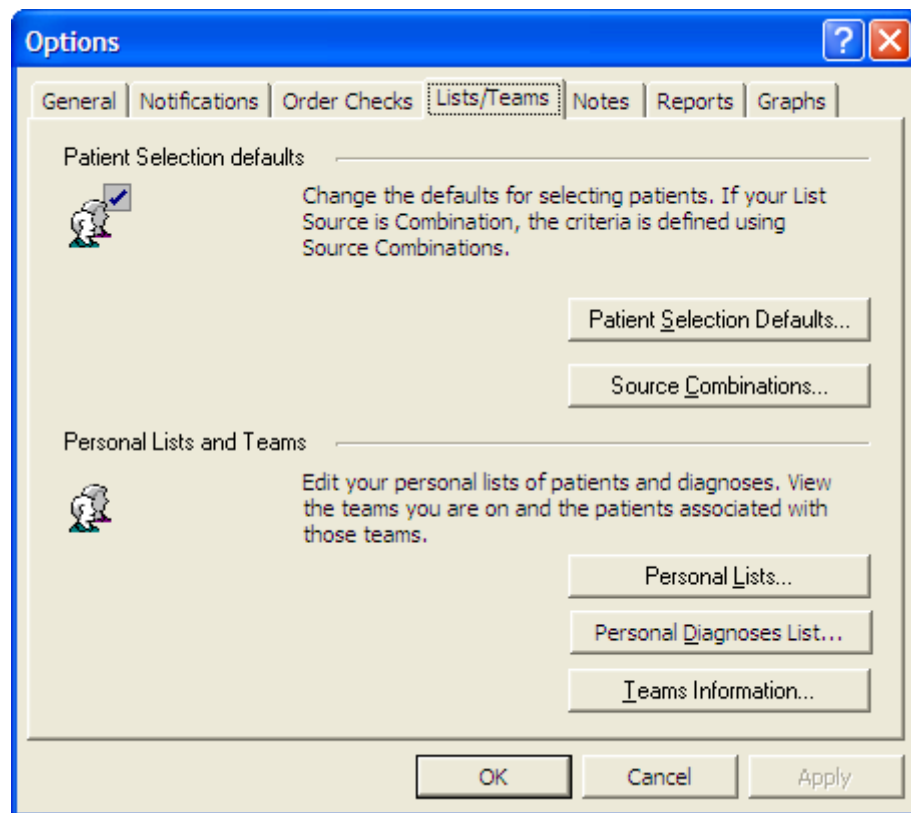 Options
General Notifications Order Checks Lists/Teams Notes Reports Graphs
Patient Selection defaults
Change the defaults for selecting patients. If your List
Source is Combination, the criteria is defined using
Source Combinations.
Patient Selection Defaults...
Source Combinations...
Personal Lists and Teams
Edit your personal lists of patients and diagnoses. View
the teams you are on and the patients associated with
those teams.
Personal Lists...
Personal Diagnoses List...
Teams Information...
OK Cancel Apply